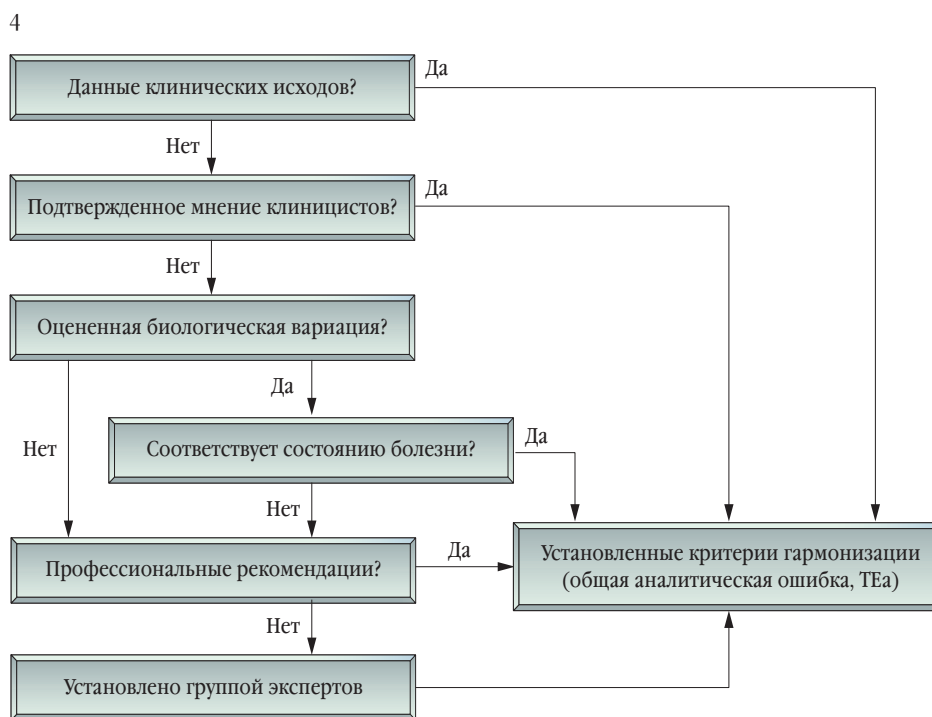 4
Данные клинических исходов?
Да
Нет
Подтвержденное мнение клиницистов?
Да
Нет
Оцененная биологическая вариация?
Да
Нет
Соответствует состоянию болезни?
Да
Нет
Профессиональные рекомендации?
Да
Установленные критерии гармонизации
(общая аналитическая ошибка, TEa)
Нет
Установлено группой экспертов